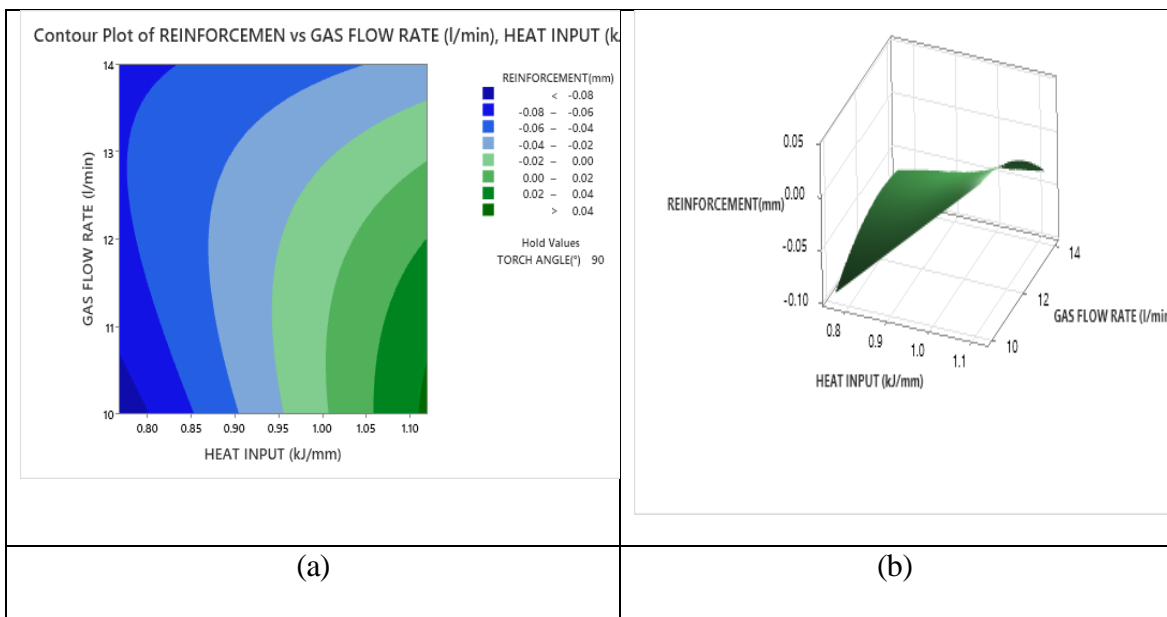 Contour Plot of REINFORCEMEN vs GAS FLOW RATE (l/min), HEAT INPUT (k
REINFORCEMENT(mm)
< -0.08
-0.08 – -0.06
-0.06 – -0.04
-0.04 – -0.02
-0.02 – 0.00
0.00 – 0.02
0.02 – 0.04
> 0.04
Hold Values
TORCH ANGLE(°) 90
GAS FLOW RATE (l/min)
14
13
12
11
10
0.80 0.85 0.90 0.95 1.00 1.05 1.10
HEAT INPUT (kJ/mm)
(a)
REINFORCEMENT(mm)
0.05
0.00
-0.05
-0.10
0.8 0.9 1.0 1.1
HEAT INPUT (kJ/mm)
14
12
10
GAS FLOW RATE (l/min
(b)